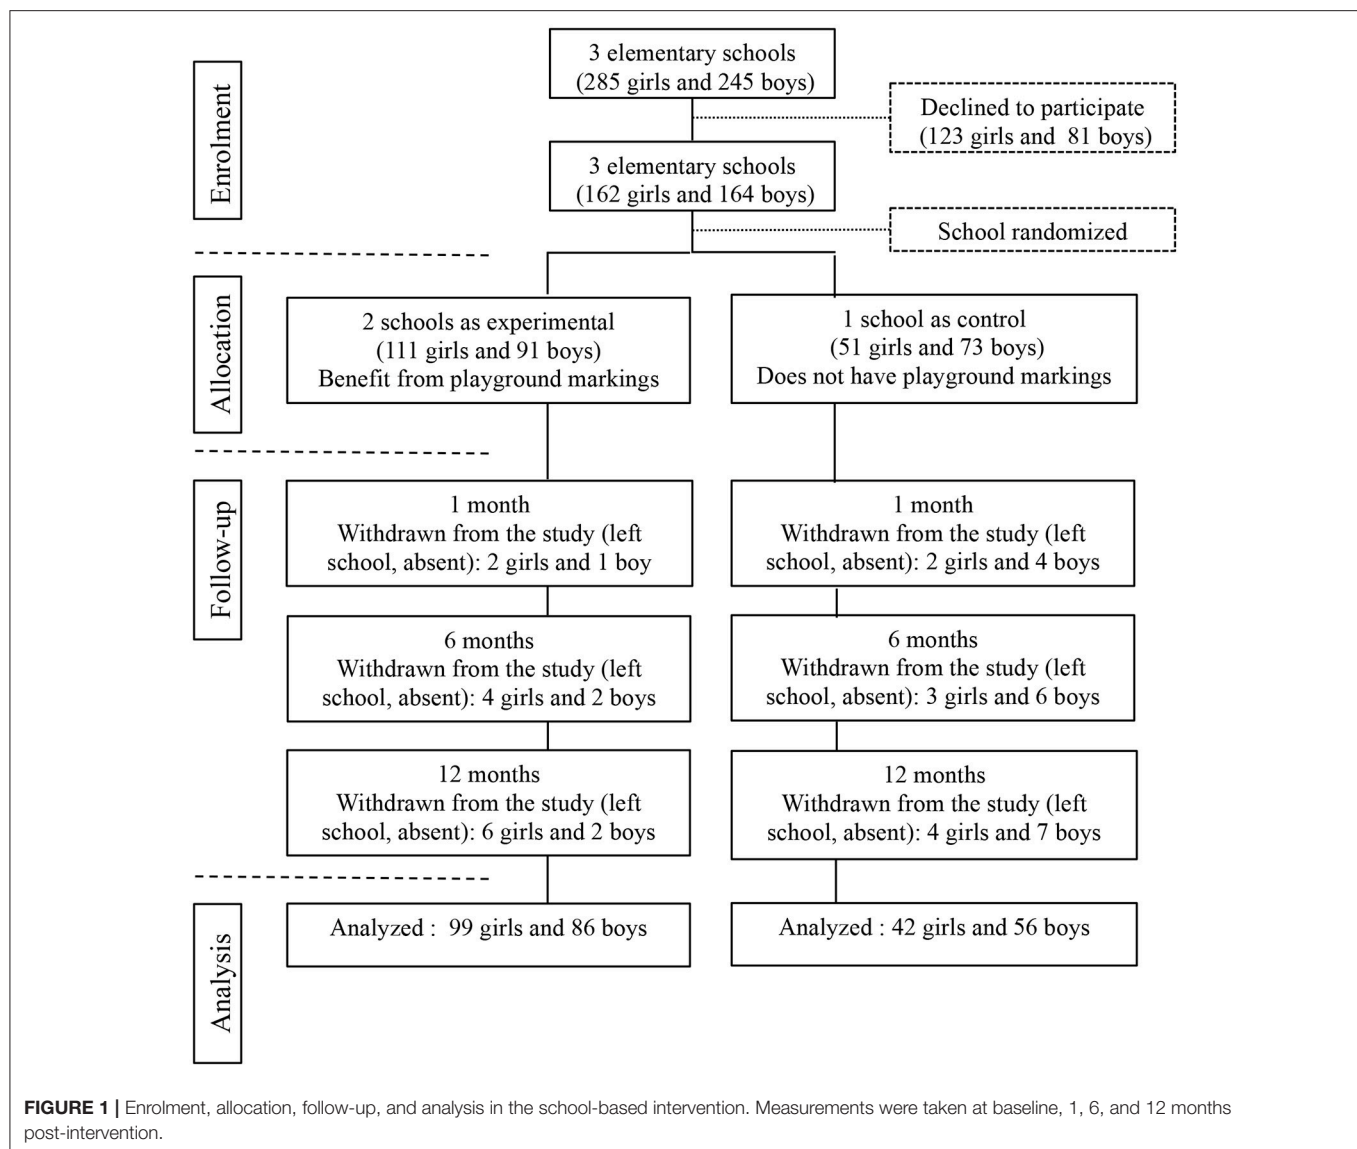 Enrolment
3 elementary schools
(285 girls and 245 boys)
Declined to participate
(123 girls and 81 boys)
3 elementary schools
(162 girls and 164 boys)
School randomized
Allocation
2 schools as experimental
(111 girls and 91 boys)
Benefit from playground markings
1 school as control
(51 girls and 73 boys)
Does not have playground markings
Follow-up
1 month
Withdrawn from the study (left
school, absent): 2 girls and 1 boy
1 month
Withdrawn from the study (left
school, absent): 2 girls and 4 boys
6 months
Withdrawn from the study (left
school, absent): 4 girls and 2 boys
6 months
Withdrawn from the study (left
school, absent): 3 girls and 6 boys
12 months
Withdrawn from the study (left
school, absent): 6 girls and 2 boys
12 months
Withdrawn from the study (left
school, absent): 4 girls and 7 boys
Analysis
Analyzed : 99 girls and 86 boys
Analyzed : 42 girls and 56 boys
FIGURE 1 | Enrolment, allocation, follow-up, and analysis in the school-based intervention. Measurements were taken at baseline, 1, 6, and 12 months
post-intervention.